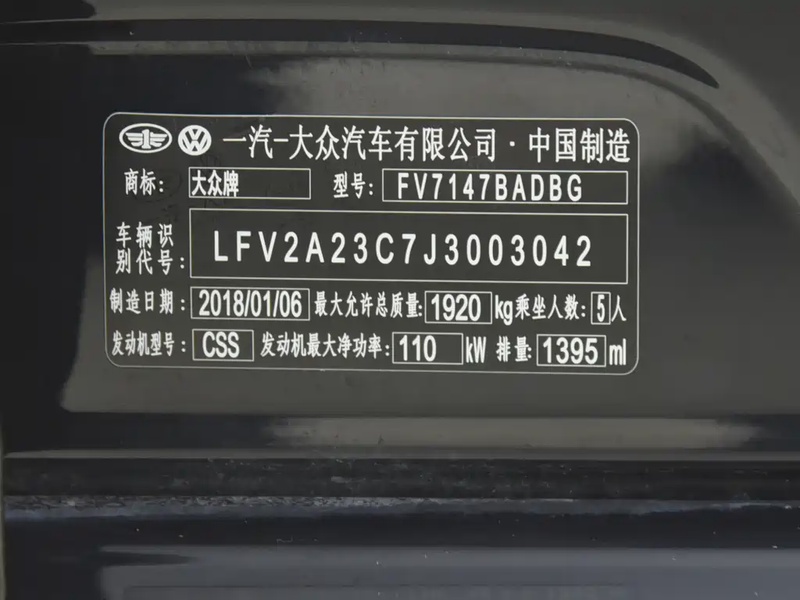 一汽-大众汽车有限公司·中国制造
商标: 大众牌 型号: FV7147BADBG
车辆识别代号: LFV2A23C7J3003042
制造日期: 2018/01/06 最大允许总质量: 1920 kg 乘坐人数: 5 人
发动机型号: CSS 发动机最大净功率: 110 kW 排量: 1395 ml